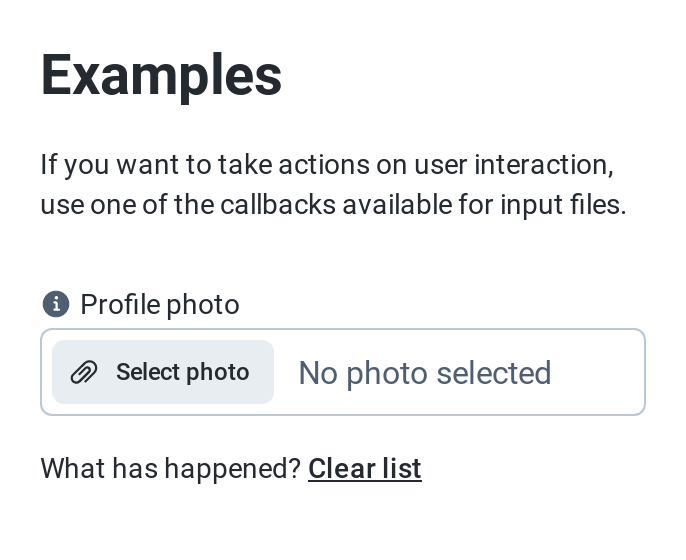 Examples
If you want to take actions on user interaction,
use one of the callbacks available for input files.
Profile photo
Select photo No photo selected
What has happened? Clear list